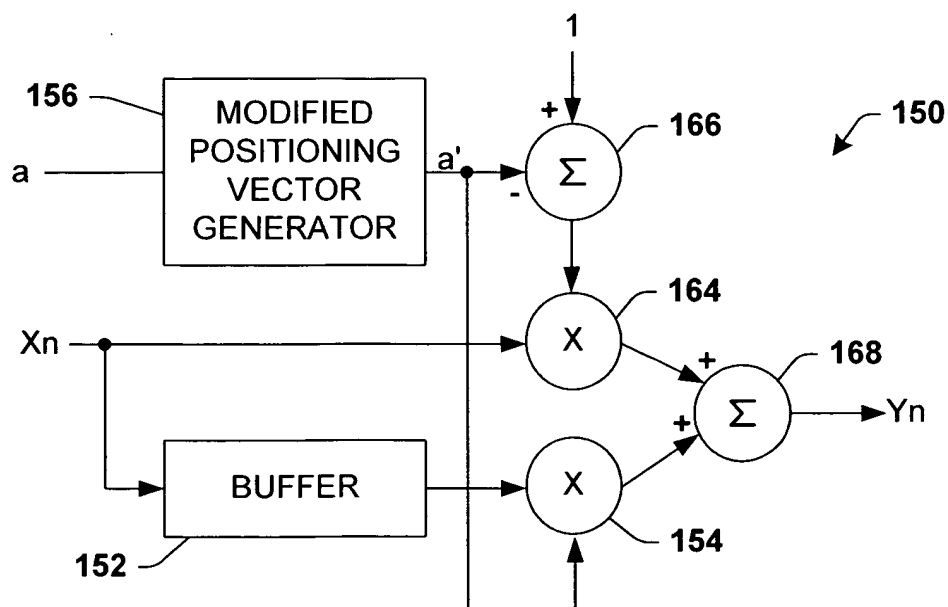 1
156
MODIFIED
POSITIONING
VECTOR
GENERATOR
a
a'
+
-
Σ
166
150
Xn
X
164
+
168
Σ
Yn
+
BUFFER
152
X
154